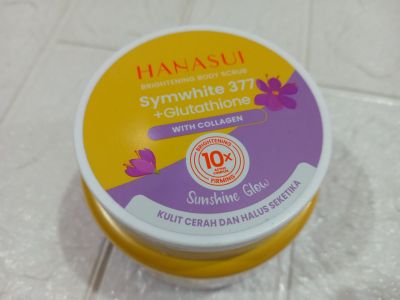 HANASUI
BRIGHTENING BODY SCRUB
Symwhite 377
+Glutathione
WITH COLLAGEN
BRIGHTENING
10x
FIRMING
Sunshine Glow
KULIT CERAH DAN HALUS SEKETIKA